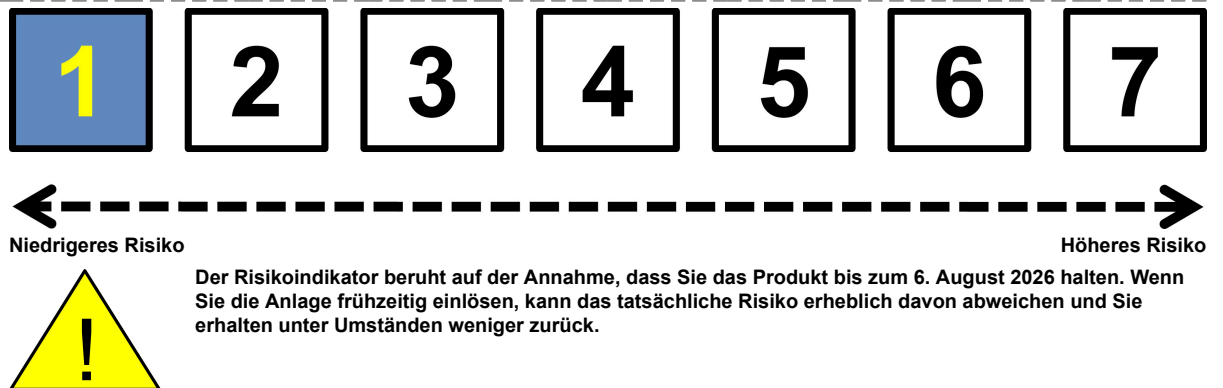 1 2 3 4 5 6 7
Niedrigeres Risiko Höheres Risiko
! Der Risikoindikator beruht auf der Annahme, dass Sie das Produkt bis zum 6. August 2026 halten. Wenn
Sie die Anlage frühzeitig einlösen, kann das tatsächliche Risiko erheblich davon abweichen und Sie
erhalten unter Umständen weniger zurück.